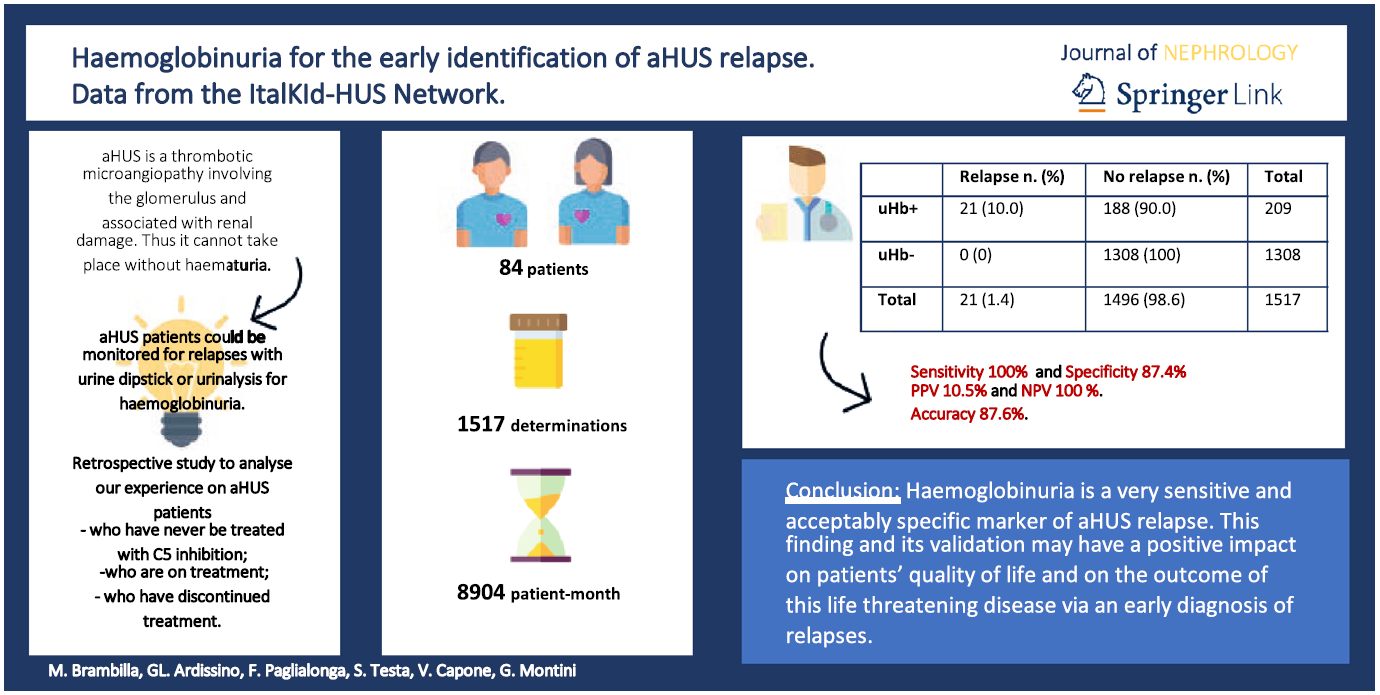 Haemoglobinuria for the early identification of aHUS relapse.
Data from the ItalKId-HUS Network.
Journal of NEPHROLOGY
Springer Link
aHUS is a thrombotic
microangiopathy involving
the glomerulus and
associated with renal
damage. Thus it cannot take
place without haematuria.
aHUS patients could be
monitored for relapses with
urine dipstick or urinalysis for
haemoglobinuria.
Retrospective study to analyse
our experience on aHUS
patients
- who have never be treated
with C5 inhibition;
-who are on treatment;
- who have discontinued
treatment.
84 patients
1517 determinations
8904 patient-month
Relapse n. (%) No relapse n. (%) Total
uHb+ 21 (10.0) 188 (90.0) 209
uHb- 0 (0) 1308 (100) 1308
Total 21 (1.4) 1496 (98.6) 1517
Sensitivity 100% and Specificity 87.4%
PPV 10.5% and NPV 100 %.
Accuracy 87.6%.
Conclusion: Haemoglobinuria is a very sensitive and
acceptably specific marker of aHUS relapse. This
finding and its validation may have a positive impact
on patients' quality of life and on the outcome of
this life threatening disease via an early diagnosis of
relapses.
M. Brambilla, GL. Ardissino, F. Paglialonga, S. Testa, V. Capone, G. Montini